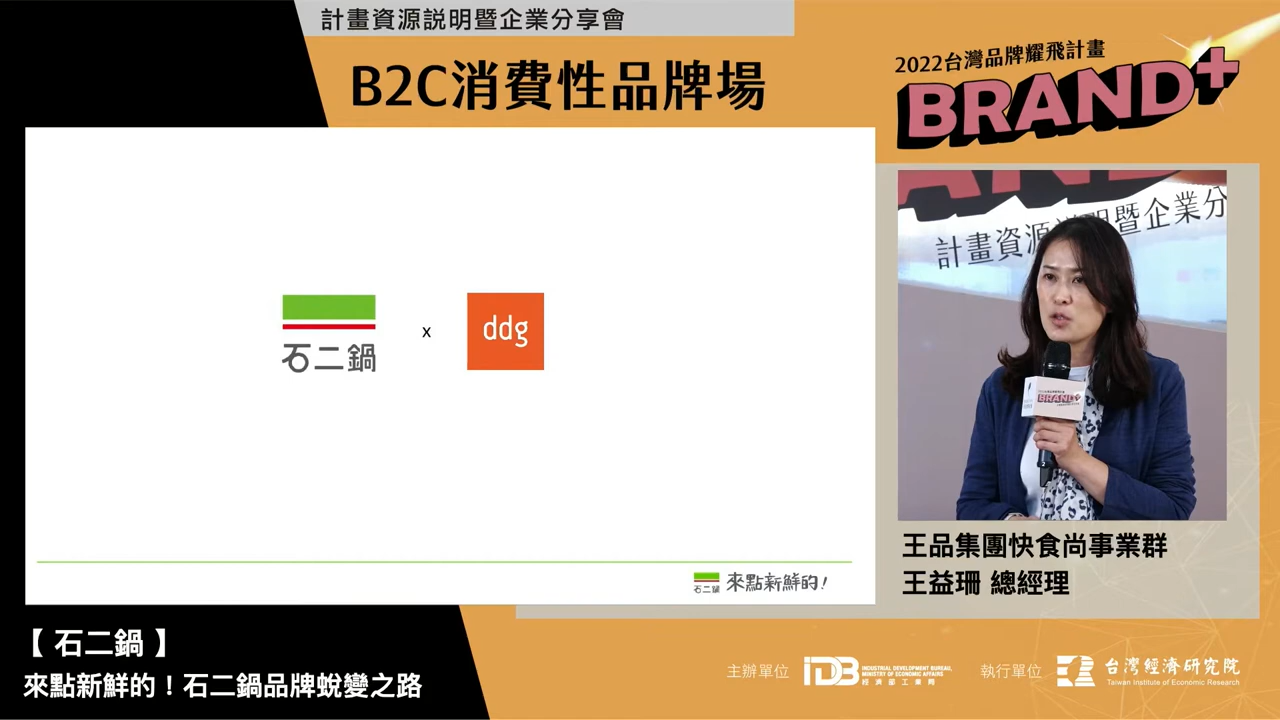 計畫資源説明暨企業分享會
B2C消費性品牌場
2022台灣品牌耀飛計畫
BRAND+
石二鍋
x
ddg
石二鍋
來點新鮮的!
計畫資源説明暨企業分
BRAND+
王品集團快食尚事業群
王益珊 總經理
【 石二鍋 】
來點新鮮的!石二鍋品牌蛻變之路
主辦單位
IDB
INDUSTRIAL DEVELOPMENT BUREAU,
MINISTRY OF ECONOMIC AFFAIRS
經濟部工業局
執行單位
台灣經濟研究院
Taiwan Institute of Economic Research